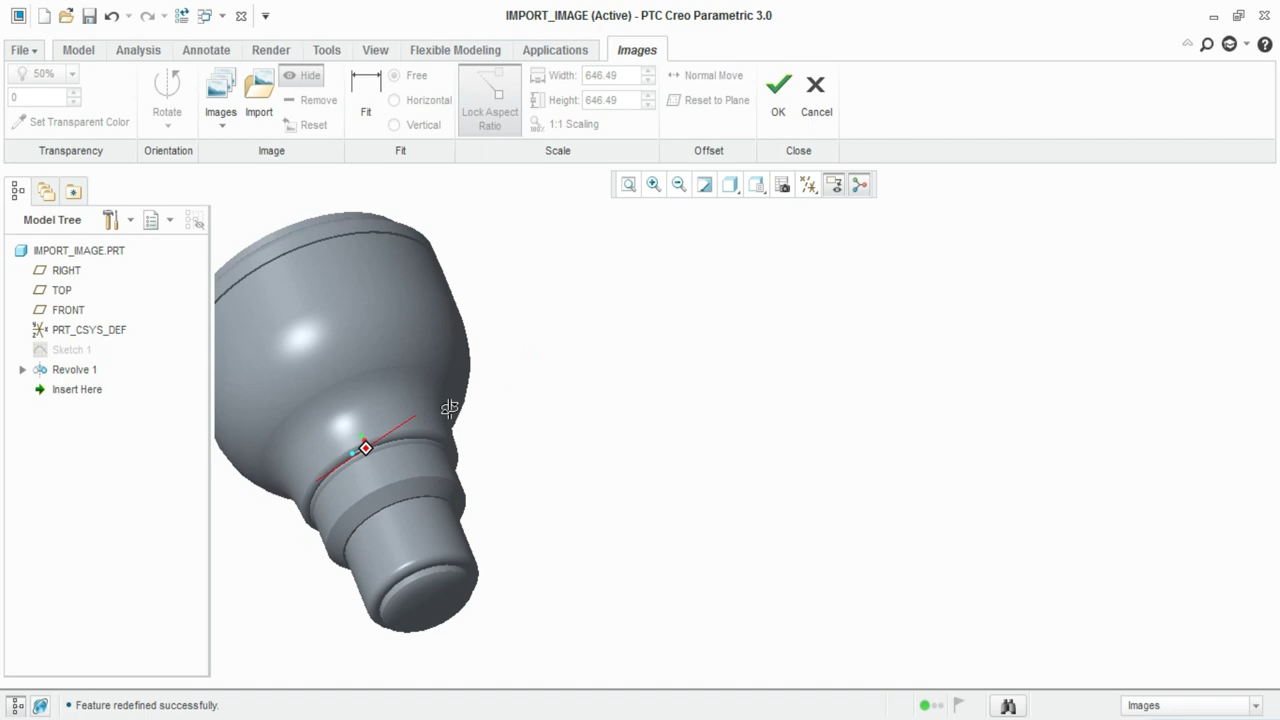 IMPORT_IMAGE (Active) - PTC Creo Parametric 3.0
File Model Analysis Annotate Render Tools View Flexible Modeling Applications Images
50% Hide Free Width: 646.49 Normal Move
0 Remove Horizontal Height: 646.49 Reset to Plane
Set Transparent Color Rotate Images Import Reset Fit Vertical Lock Aspect Ratio 1:1 Scaling OK Cancel
Transparency Orientation Image Fit Scale Offset Close
Model Tree
IMPORT_IMAGE.PRT
RIGHT
TOP
FRONT
PRT_CSYS_DEF
Sketch 1
Revolve 1
Insert Here
Feature redefined successfully. Images